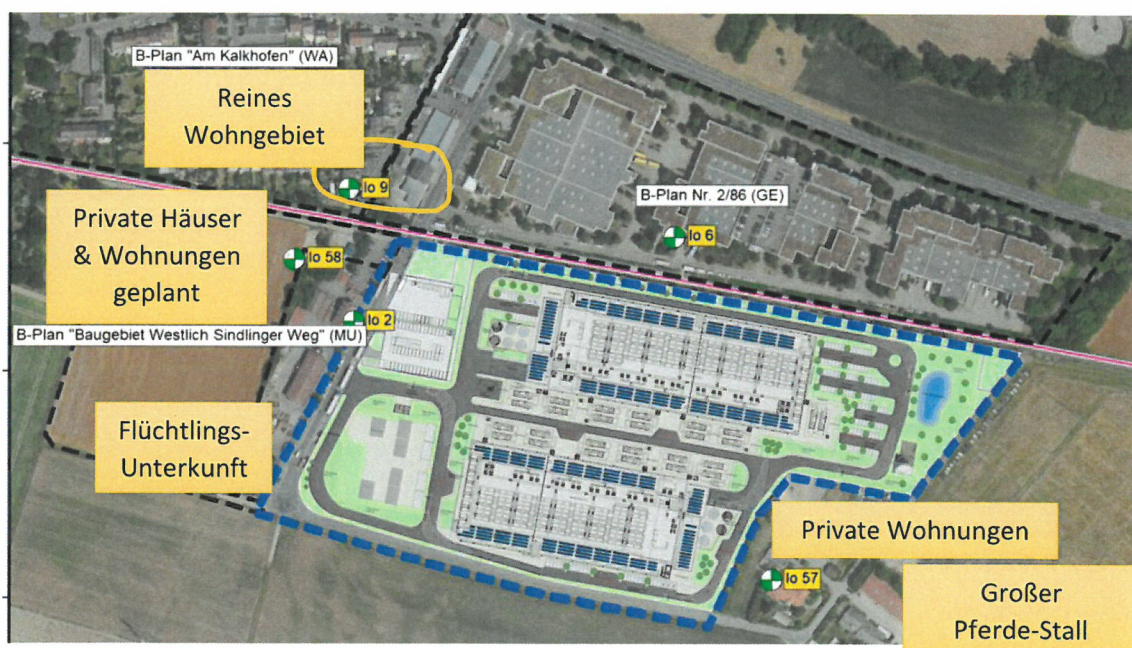 B-Plan "Am Kalkhofen" (WA)
Reines
Wohngebiet
Io 9
B-Plan Nr. 2/86 (GE)
Io 6
Private Häuser
& Wohnungen
geplant
Io 58
Io 2
B-Plan "Baugebiet Westlich Sindlinger Weg" (MU)
Flüchtlings-
Unterkunft
Private Wohnungen
Io 57
Großer
Pferde-Stall